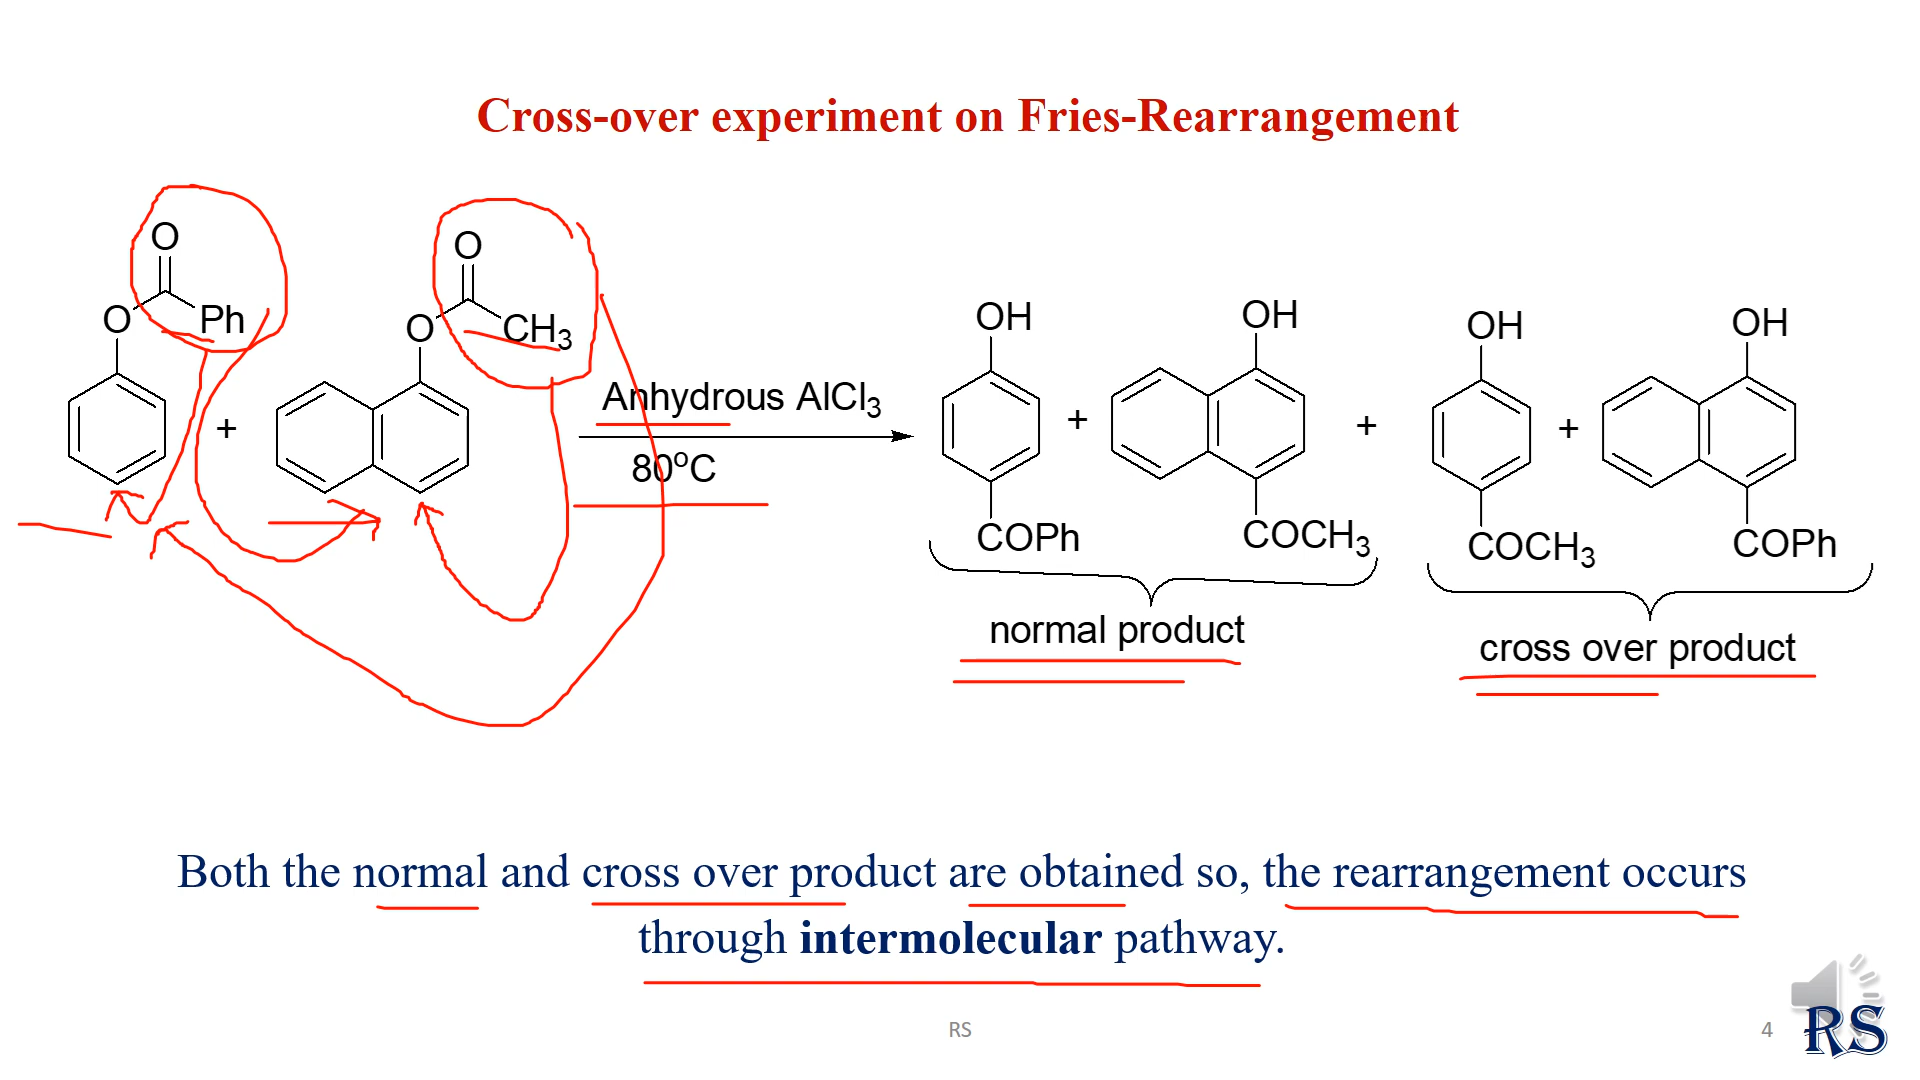 Cross-over experiment on Fries-Rearrangement
O
O
Ph
+
O
O
CH3
Anhydrous AlCl3
80°C
OH
COPh
+
OH
COCH3
+
OH
COCH3
+
OH
COPh
normal product
cross over product
Both the normal and cross over product are obtained so, the rearrangement occurs
through intermolecular pathway.
RS
4
RS